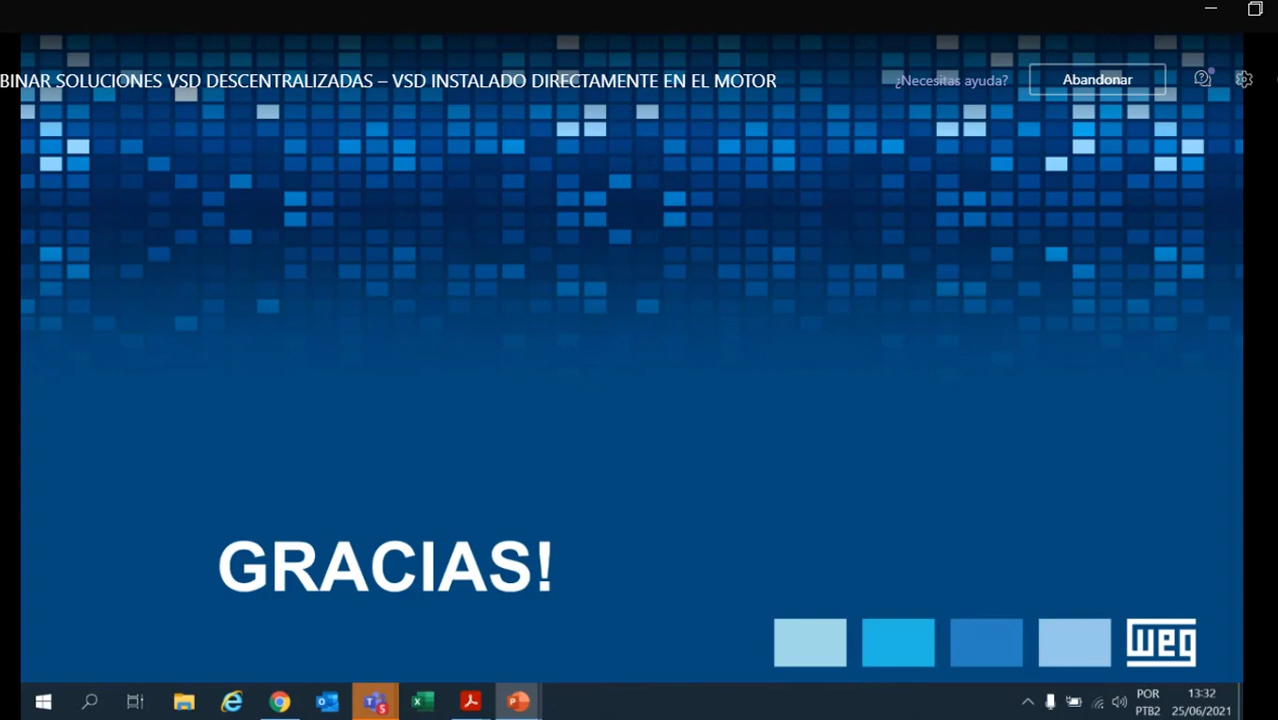 BINAR SOLUCIONES VSD DESCENTRALIZADAS – VSD INSTALADO DIRECTAMENTE EN EL MOTOR
¿Necesitas ayuda?
Abandonar
GRACIAS!
weg
POR
PTB2
13:32
25/06/2021